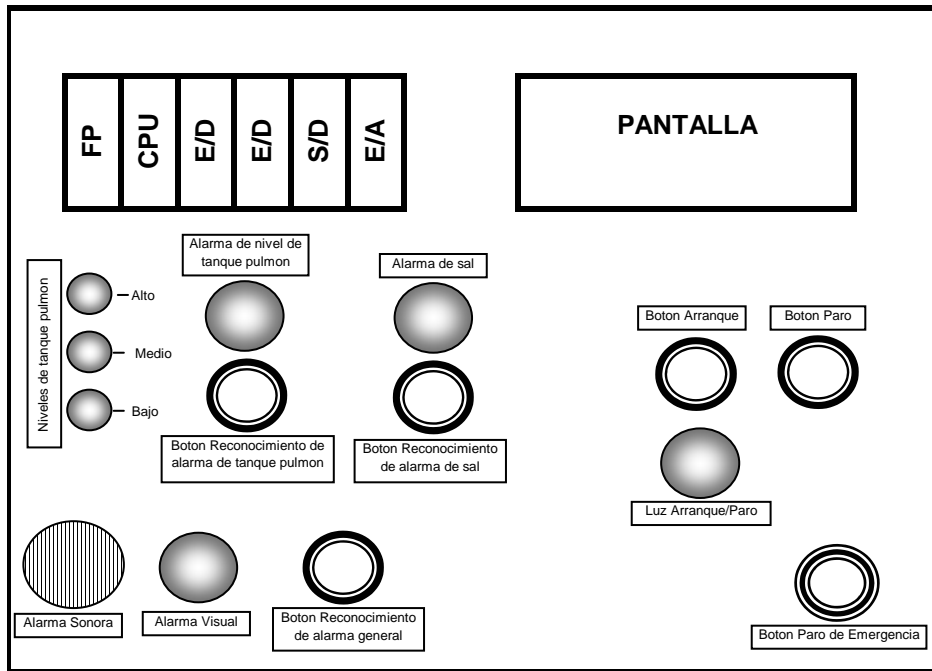 FP
CPU
E/D
E/D
S/D
E/A
PANTALLA
Alarma de nivel de
tanque pulmon
Alarma de sal
Niveles de tanque pulmon
Alto
Medio
Bajo
Boton Arranque
Boton Paro
Boton Reconocimiento de
alarma de tanque pulmon
Boton Reconocimiento
de alarma de sal
Luz Arranque/Paro
Alarma Sonora
Alarma Visual
Boton Reconocimiento
de alarma general
Boton Paro de Emergencia